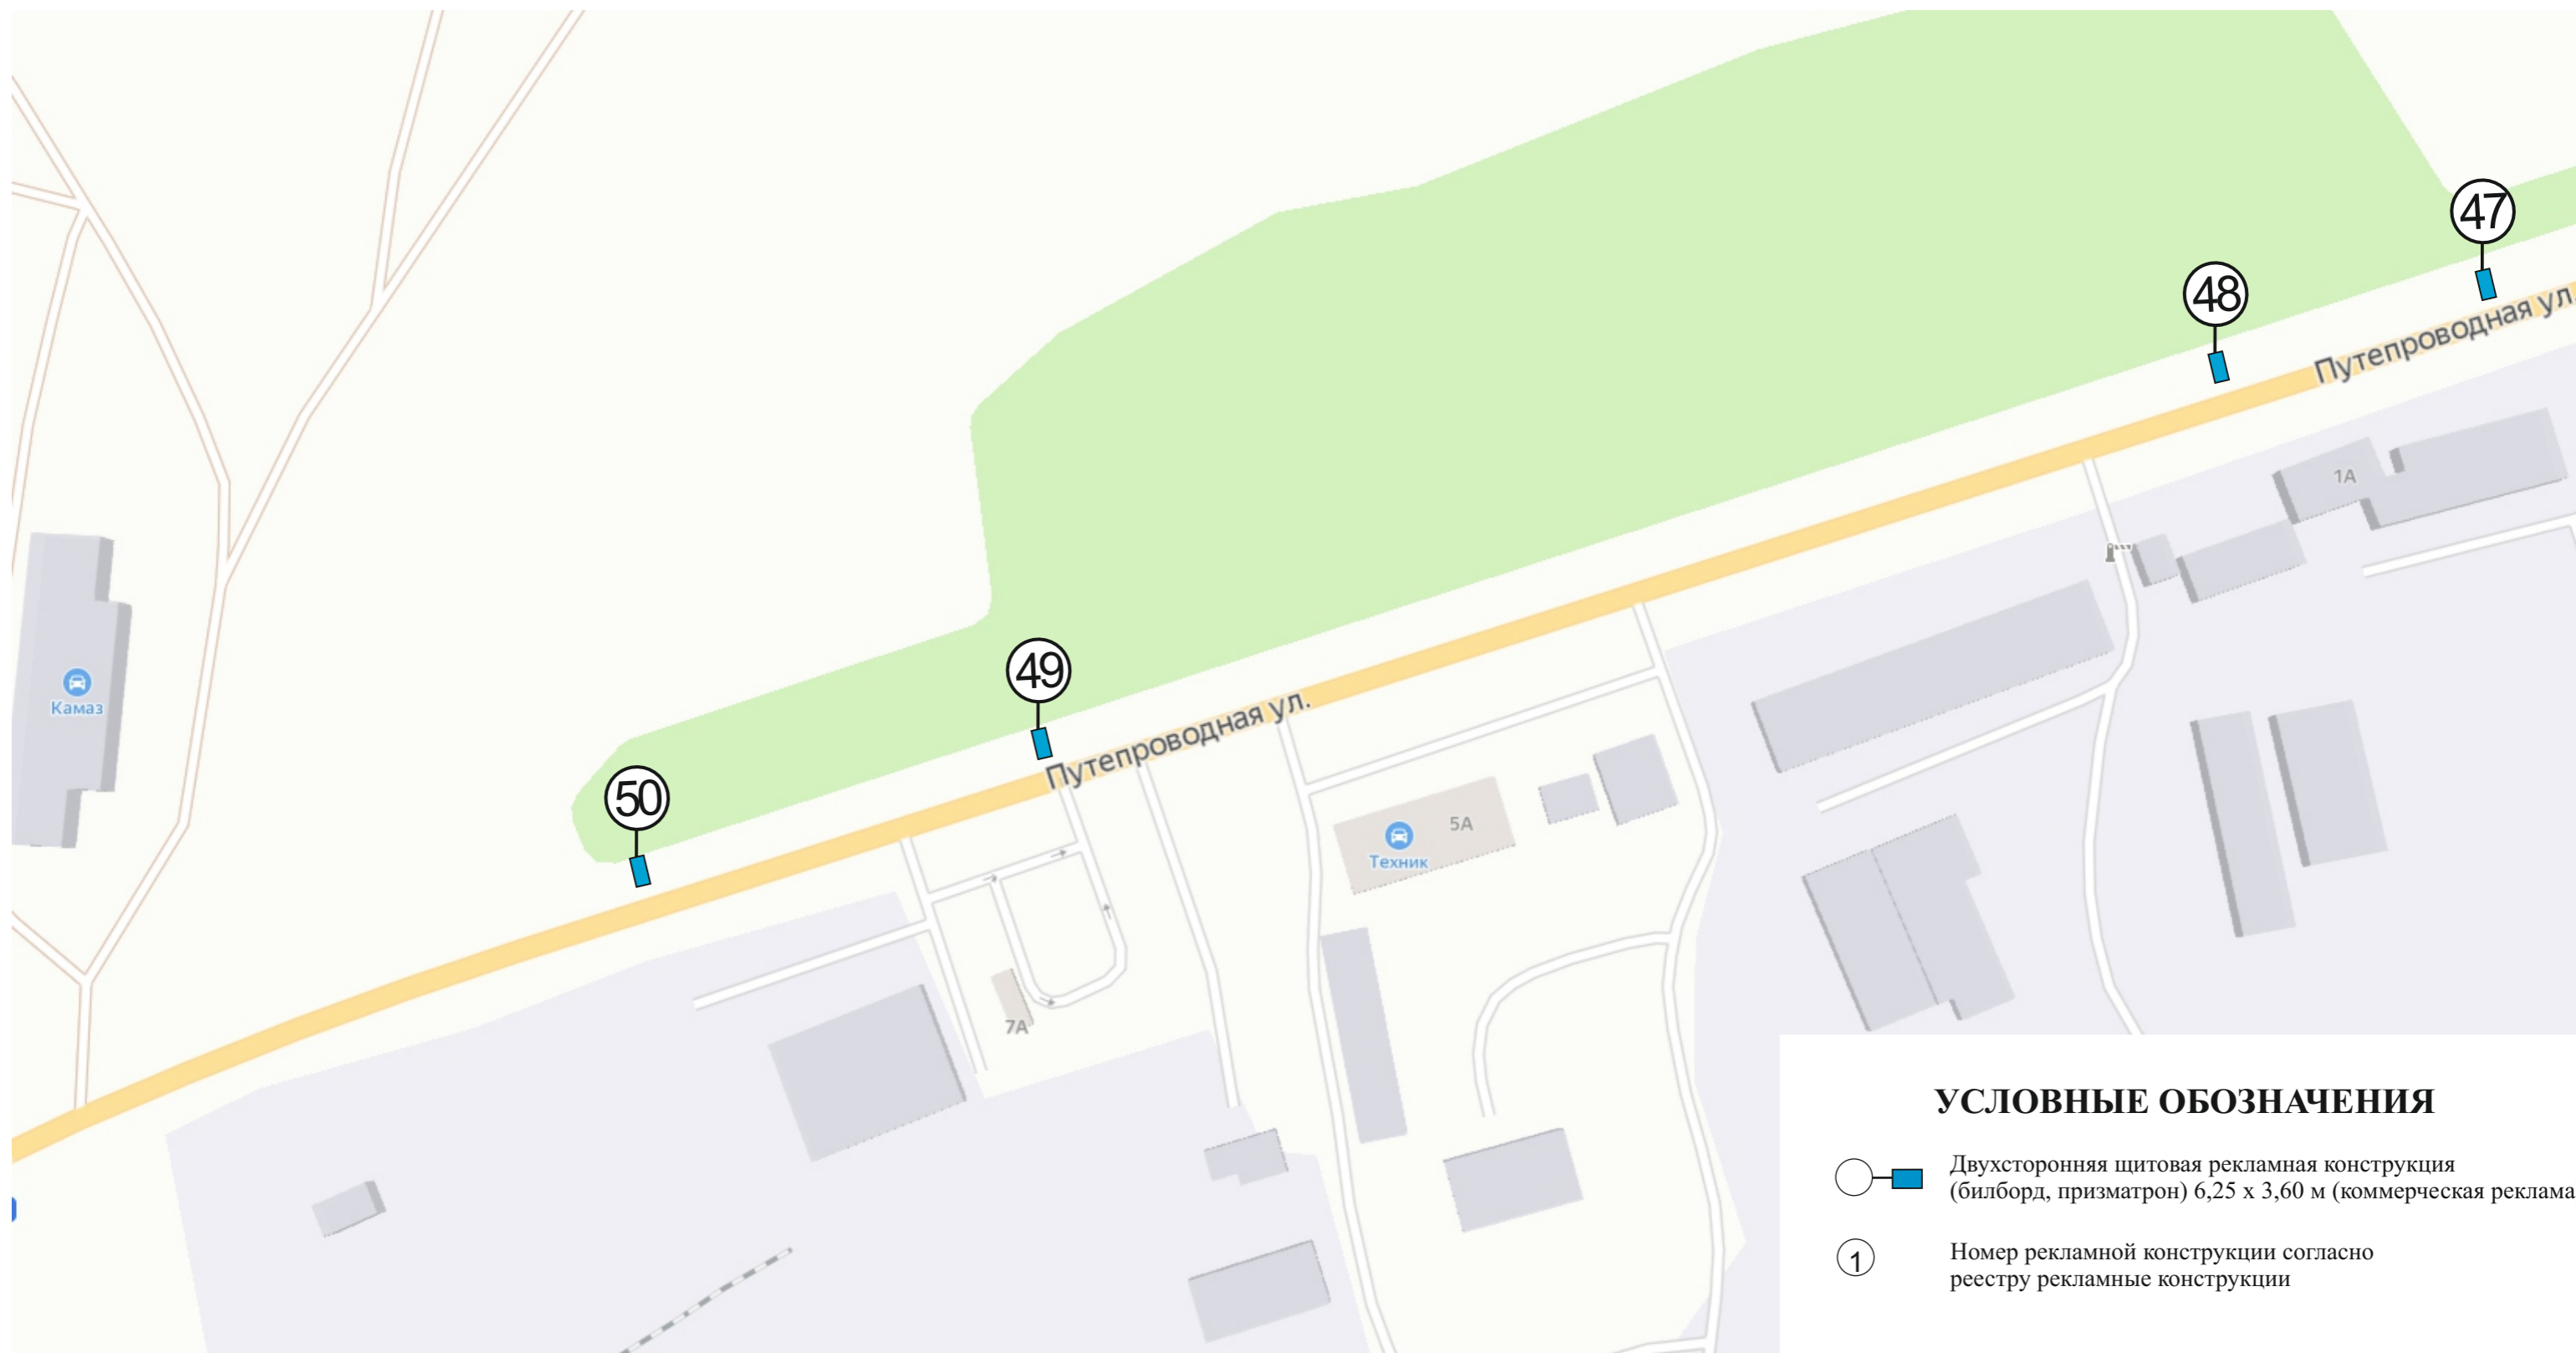 47
48
Путепроводная ул.
1А
49
Камаз
Путепроводная ул.
50
5А
Техник
7А
УСЛОВНЫЕ ОБОЗНАЧЕНИЯ
Двухсторонняя щитовая рекламная конструкция
(билборд, призматрон) 6,25 х 3,60 м (коммерческая реклама
1
Номер рекламной конструкции согласно
реестру рекламные конструкции